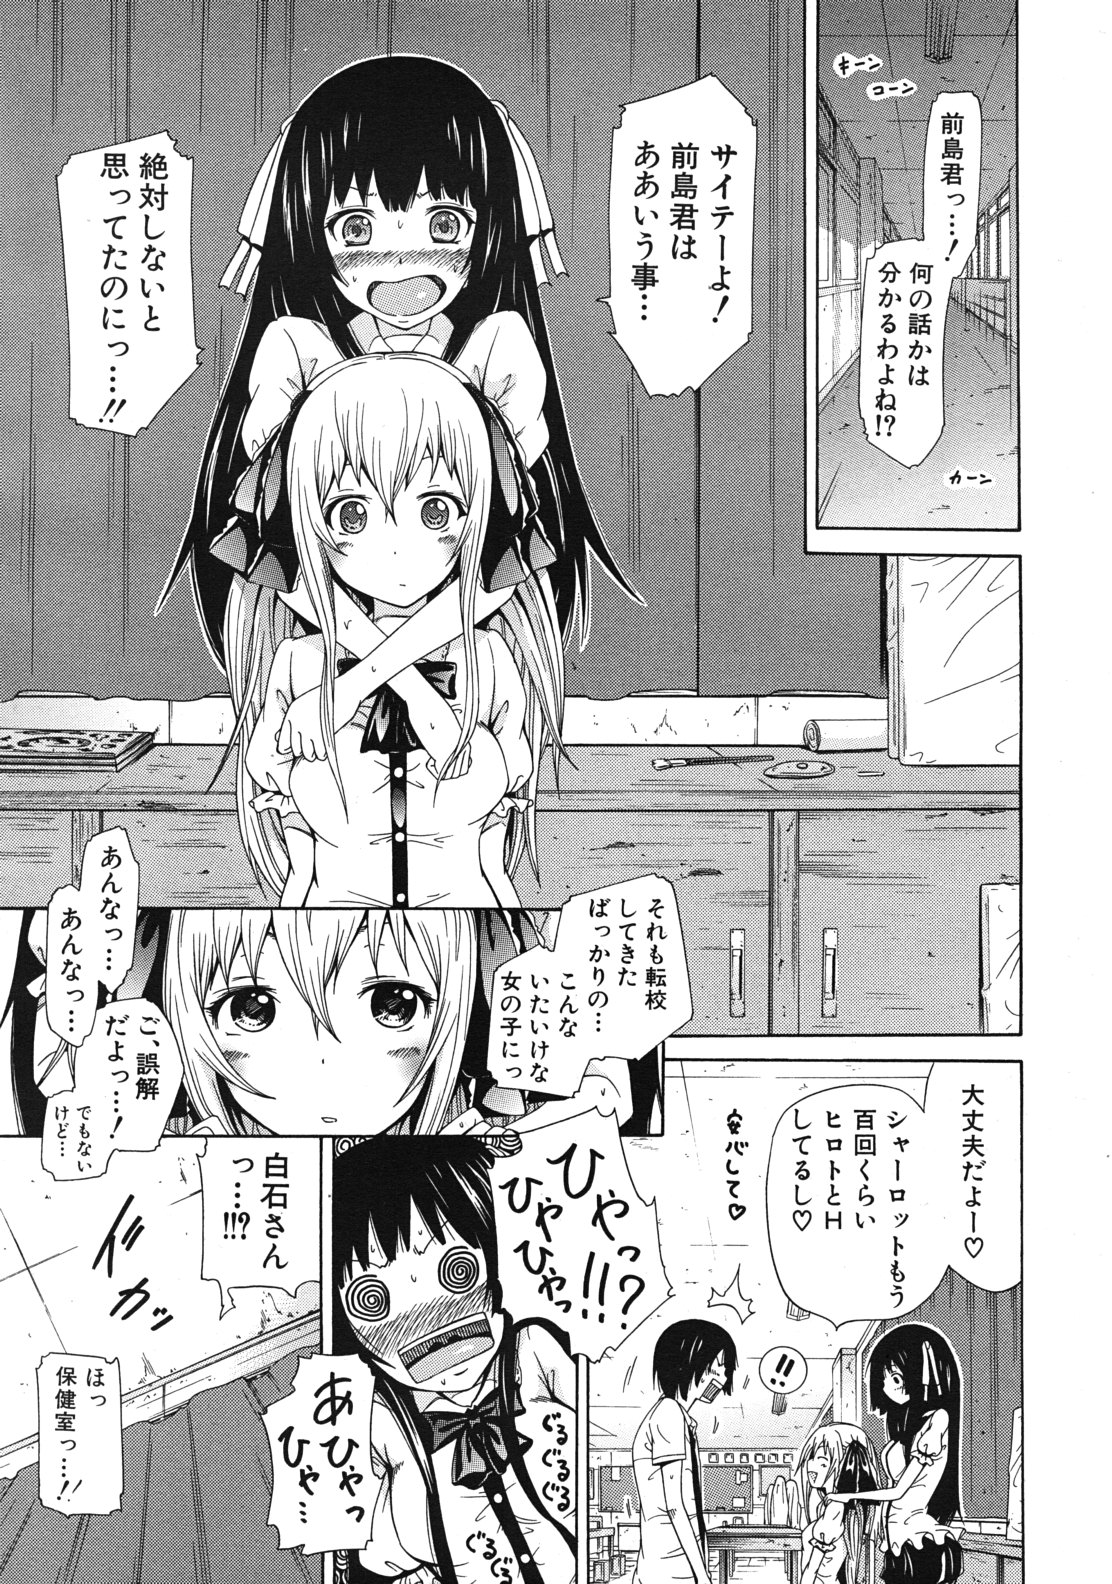 キーン
コーン
前島君っ…！
何の話かは
分かるわよね!?
カーン
サイテーよ！
前島君は
ああいう事…
絶対しないと
思ってたのにっ…!!
それも転校
してきた
ばっかりの…
こんな
いたいけな
女の子にっ
あんなっ…
あんなっ…
ご、誤解
だよっ…！
でもない
けど…
大丈夫だよー♡
シャーロットもう
百回くらい
ヒロトとH
してるし♡
安心して♡
!!
ひゃっ!!?
ひゃひゃっ
あひゃっ
ひゃ…
ぐるぐるぐる
ぐるぐる
白石さん
っ…!!?
ガイッ
ほっ
保健室っ…!!